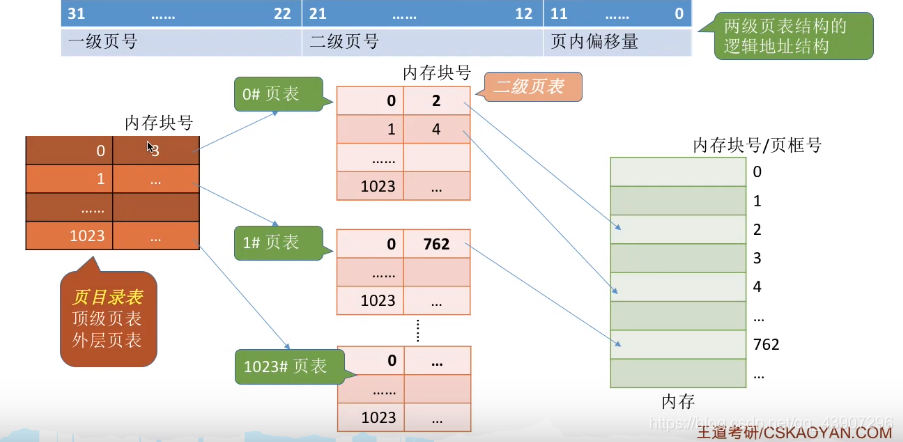 31 …… 22 21 …… 12 11 …… 0
一级页号 二级页号 页内偏移量
两级页表结构的
逻辑地址结构
内存块号
0# 页表
二级页表
0 2
1 4
……
1023 …
内存块号
0 3
1 …
……
1023 …
页目录表
顶级页表
外层页表
1# 页表
0 762
……
1023 …
……
1023# 页表
0 …
……
1023 …
内存块号/页框号
0
1
2
3
4
…
762
…
内存
王道考研/CSKAOYAN.COM